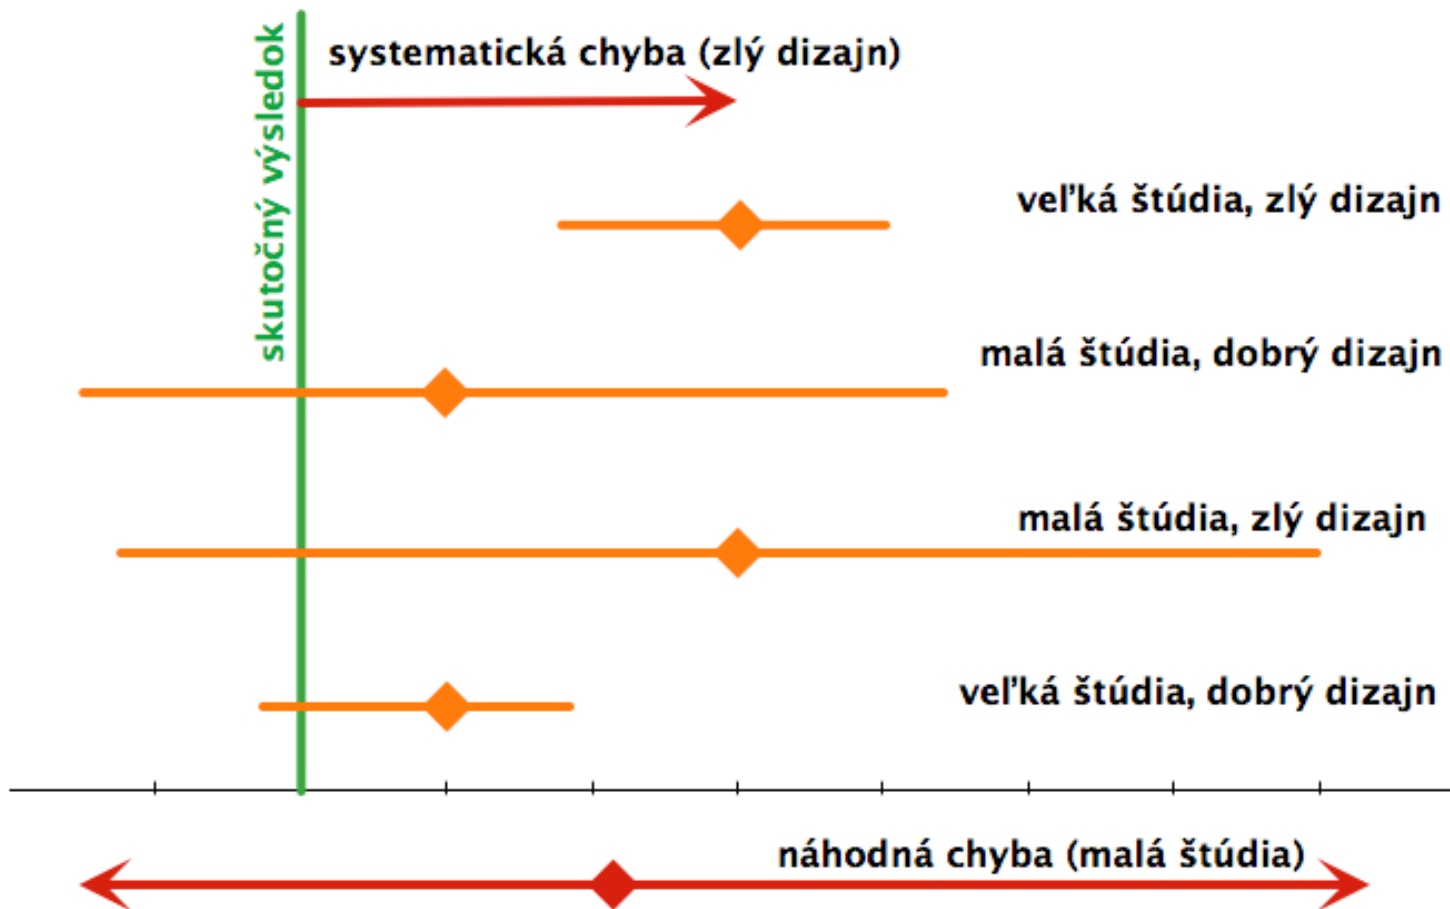 systematická chyba (zlý dizajn)
skutočný výsledok
veľká štúdia, zlý dizajn
malá štúdia, dobrý dizajn
malá štúdia, zlý dizajn
veľká štúdia, dobrý dizajn
náhodná chyba (malá štúdia)